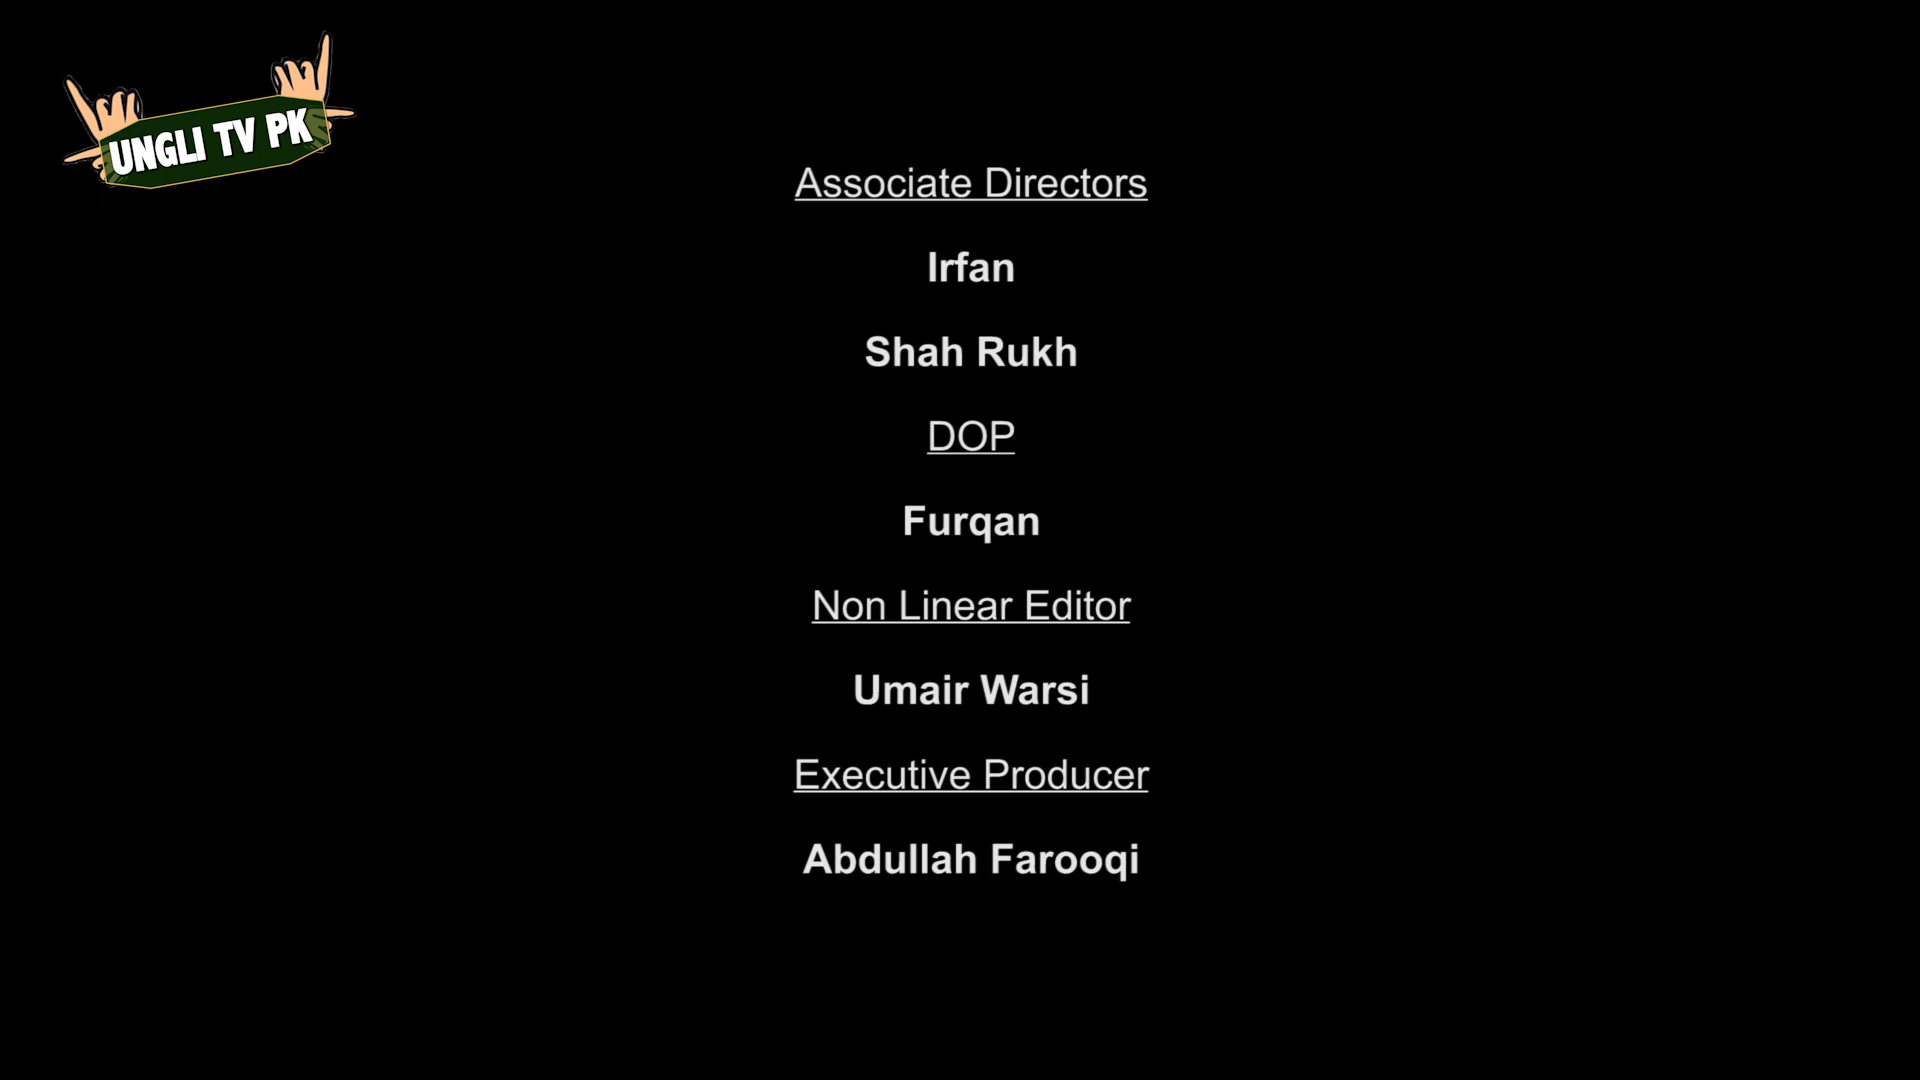 UNGLI TV PK
Associate Directors
Irfan
Shah Rukh
DOP
Furqan
Non Linear Editor
Umair Warsi
Executive Producer
Abdullah Farooqi